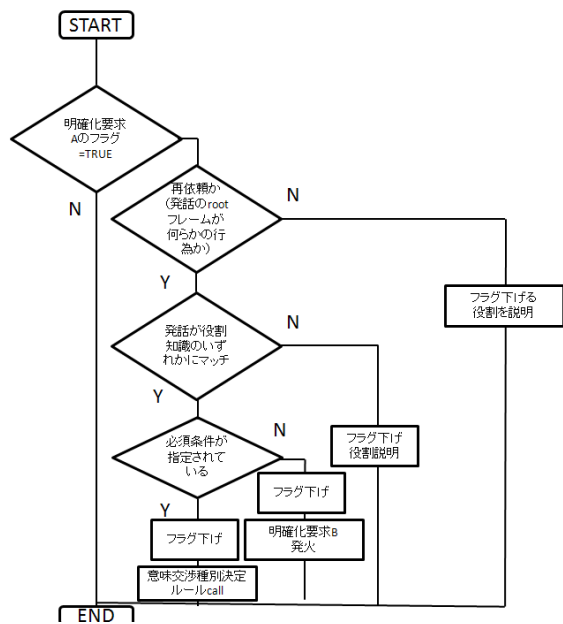 START
明確化要求
Aのフラグ
=TRUE
N
再依頼か
(発話のroot
フレームが
何らかの行
為か)
N
Y
フラグ下げる
役割を説明
発話が役割
知識のいず
れかにマッチ
N
Y
フラグ下げ
役割説明
必須条件が
指定されて
いる
N
Y
フラグ下げ
明確化要求B
発火
フラグ下げ
意味交渉種別決定
ルールcall
END